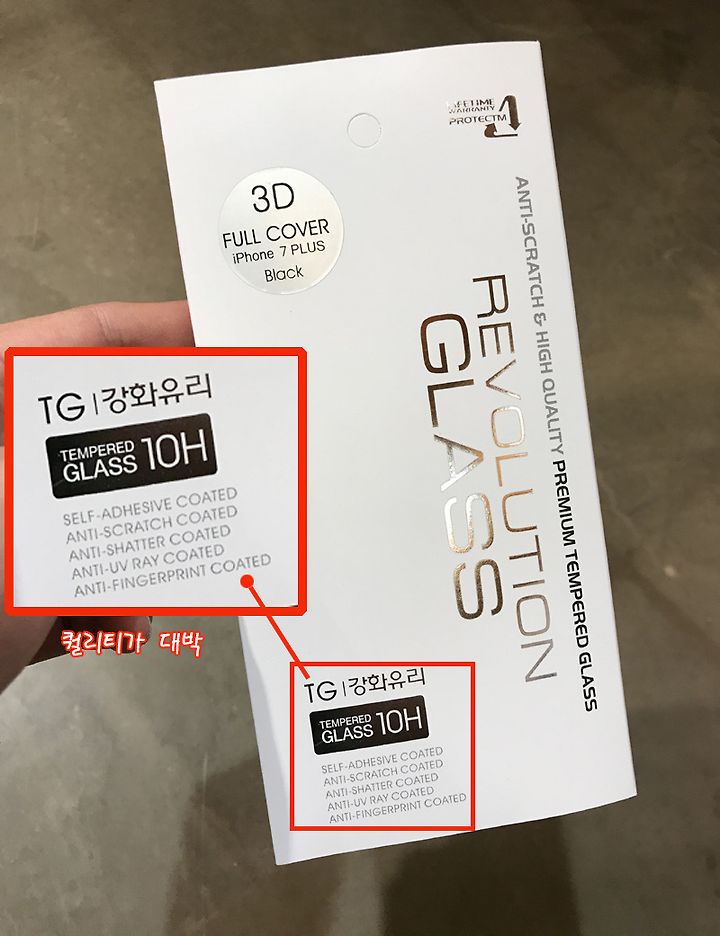 LIFETIME
WARRANTY
PROTECTM
3D
FULL COVER
iPhone 7 PLUS
Black
ANTI-SCRATCH & HIGH QUALITY PREMIUM TEMPERED GLASS
REVOLUTION
GLASS
TG | 강화유리
TEMPERED
GLASS 10H
SELF-ADHESIVE COATED
ANTI-SCRATCH COATED
ANTI-SHATTER COATED
ANTI-UV RAY COATED
ANTI-FINGERPRINT COATED
퀄리티가 대박
TG | 강화유리
TEMPERED
GLASS 10H
SELF-ADHESIVE COATED
ANTI-SCRATCH COATED
ANTI-SHATTER COATED
ANTI-UV RAY COATED
ANTI-FINGERPRINT COATED